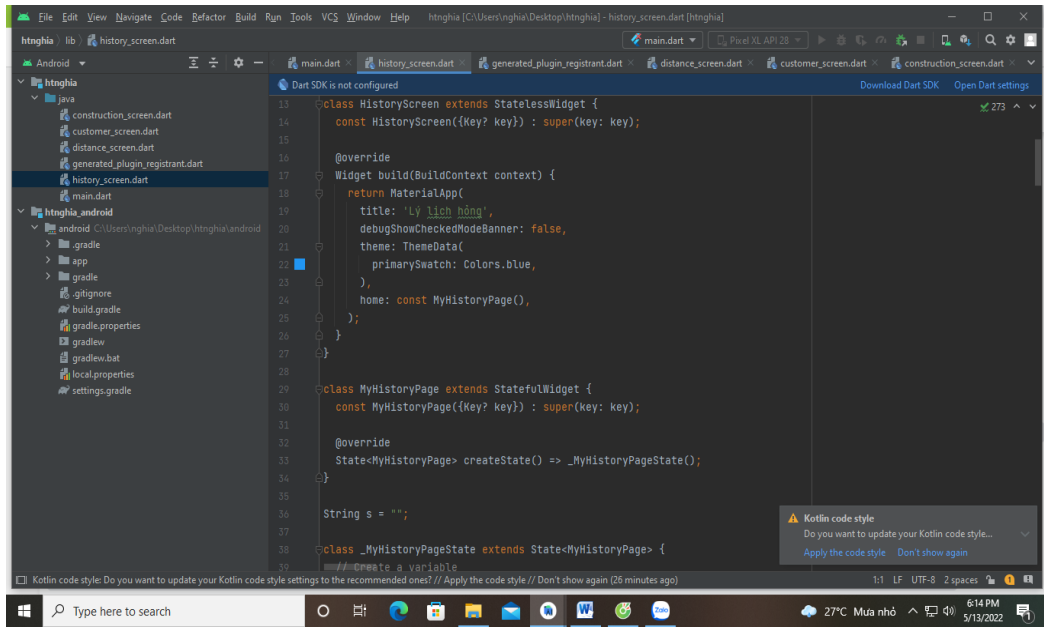 File Edit View Navigate Code Refactor Build Run Tools VCS Window Help htnghia [C:\Users\nghia\Desktop\htnghia] - history_screen.dart [htnghia]
htnghia lib history_screen.dart main.dart Pixel XL API 28
Android main.dart history_screen.dart generated_plugin_registrant.dart distance_screen.dart customer_screen.dart construction_screen.dart
Dart SDK is not configured Download Dart SDK Open Dart settings
htnghia
java
construction_screen.dart
customer_screen.dart
distance_screen.dart
generated_plugin_registrant.dart
history_screen.dart
main.dart
htnghia_android
android C:\Users\nghia\Desktop\htnghia\android
.gradle
app
gradle
.gitignore
build.gradle
gradle.properties
gradlew
gradlew.bat
local.properties
settings.gradle
273
13 class HistoryScreen extends StatelessWidget {
14 const HistoryScreen({Key? key}) : super(key: key);
15
16 @override
17 Widget build(BuildContext context) {
18 return MaterialApp(
19 title: 'Lý lịch hỏng',
20 debugShowCheckedModeBanner: false,
21 theme: ThemeData(
22 primarySwatch: Colors.blue,
23 ),
24 home: const MyHistoryPage(),
25 );
26 }
27 }
28
29 class MyHistoryPage extends StatefulWidget {
30 const MyHistoryPage({Key? key}) : super(key: key);
31
32 @override
33 State<MyHistoryPage> createState() => _MyHistoryPageState();
34 }
35
36 String s = "";
37
38 class _MyHistoryPageState extends State<MyHistoryPage> {
39 // Create a variable
Kotlin code style
Do you want to update your Kotlin code style...
Apply the code style Don't show again
Kotlin code style: Do you want to update your Kotlin code style settings to the recommended ones? // Apply the code style // Don't show again (26 minutes ago) 1:1 LF UTF-8 2 spaces 1
Type here to search Zalo 27°C Mưa nhỏ 6:14 PM
5/13/2022 1